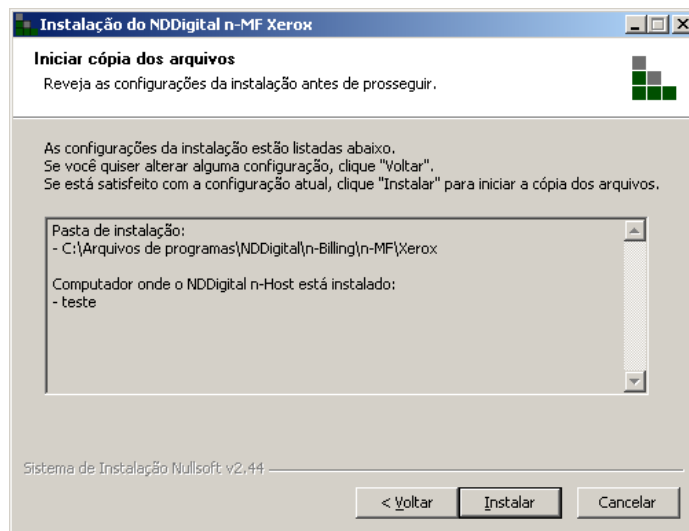 Instalação do NDDigital n-MF Xerox
Iniciar cópia dos arquivos
Reveja as configurações da instalação antes de prosseguir.
As configurações da instalação estão listadas abaixo.
Se você quiser alterar alguma configuração, clique "Voltar".
Se está satisfeito com a configuração atual, clique "Instalar" para iniciar a cópia dos arquivos.
Pasta de instalação:
- C:\Arquivos de programas\NDDigital\n-Billing\n-MF\Xerox
Computador onde o NDDigital n-Host está instalado:
- teste
Sistema de Instalação Nullsoft v2.44
< Voltar
Instalar
Cancelar